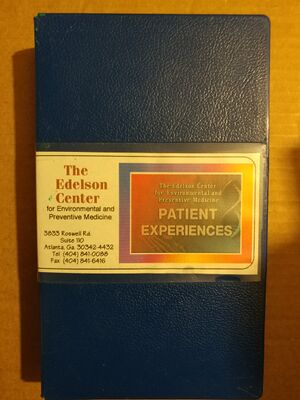 The
Edelson
Center
for Environmental and
Preventive Medicine
3833 Roswell Rd.
Suite 110
Atlanta, Ga. 30342-4432
Tel (404) 841-0088
Fax (404) 841-6416
The Edelson Center
for Environmental and
Preventive Medicine
PATIENT
EXPERIENCES